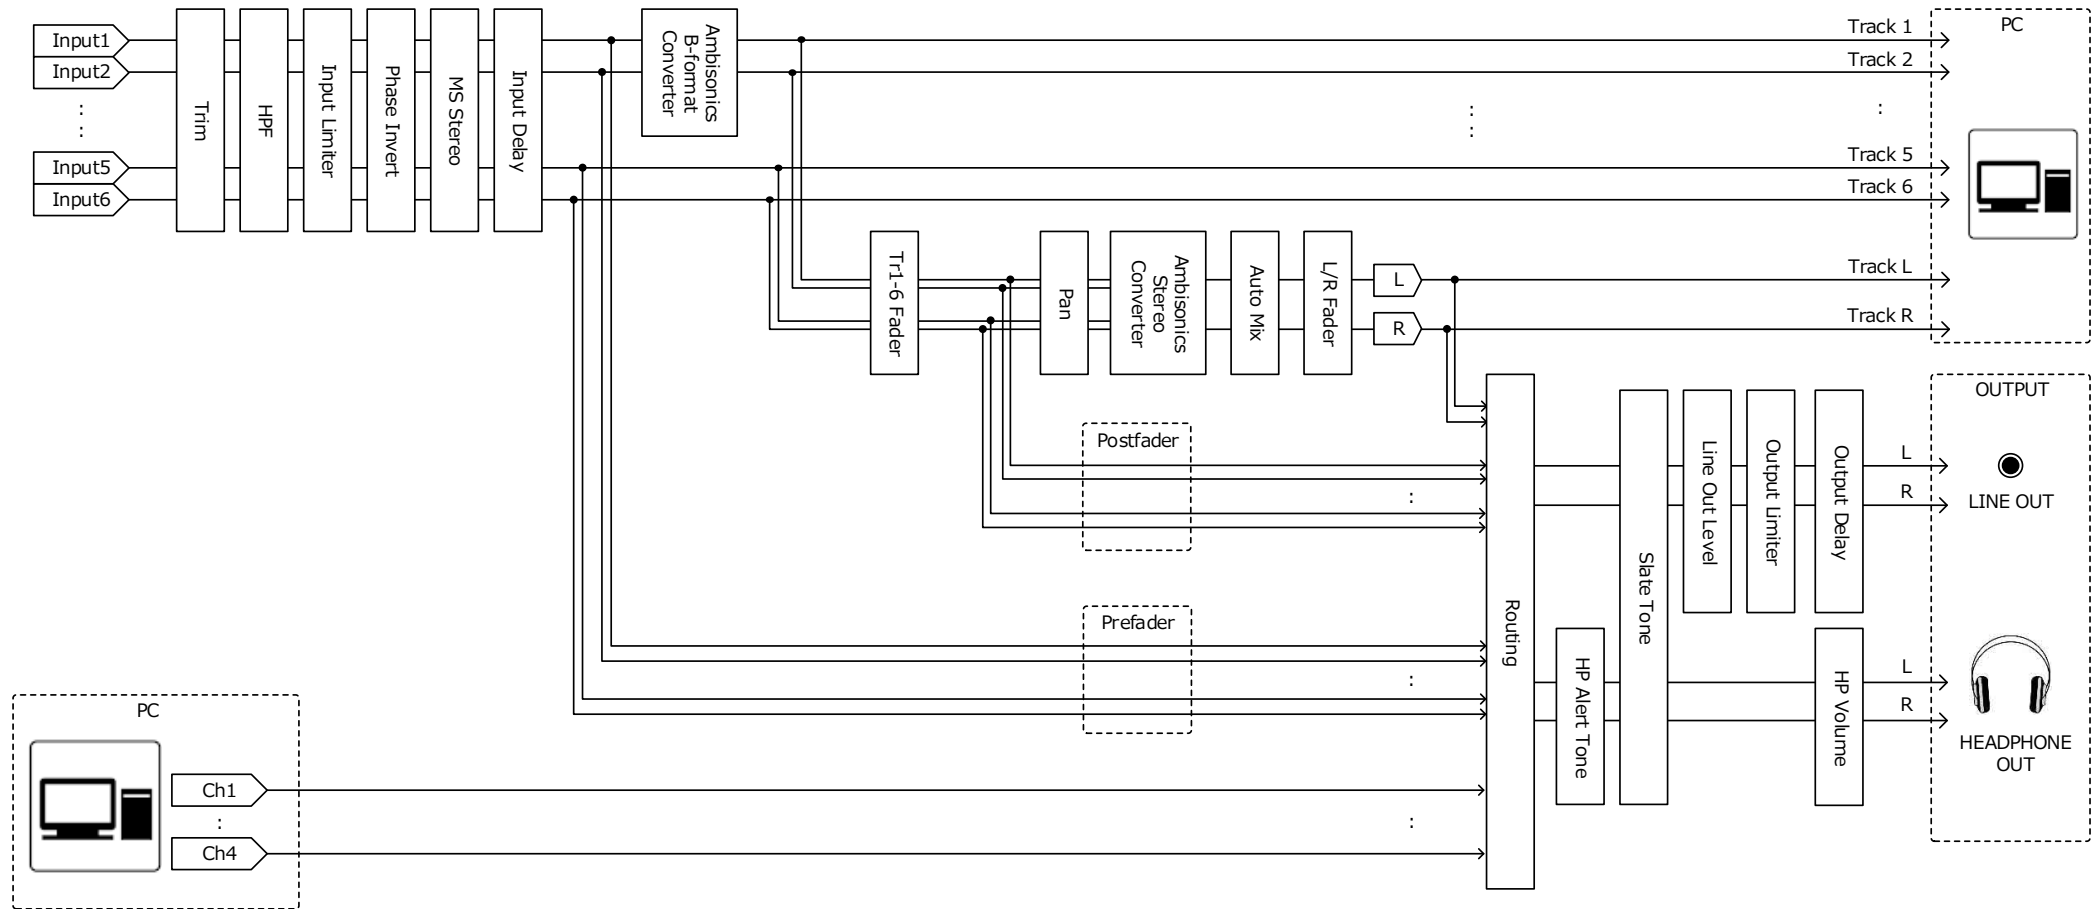 Input1
Input2
:
:
Input5
Input6
Trim
HPF
Input Limiter
Phase Invert
MS Stereo
Input Delay
Ambisonics
B-format
Converter
Track 1
Track 2
:
:
:
Track 5
Track 6
Track L
Track R
PC
Tr1-6 Fader
Pan
Ambisonics
Stereo
Converter
Auto Mix
L/R Fader
L
R
Postfader
:
Prefader
:
PC
Ch1
:
Ch4
:
Routing
HP Alert Tone
Slate Tone
Line Out Level
Output Limiter
Output Delay
HP Volume
L
R
L
R
OUTPUT
LINE OUT
HEADPHONE
OUT